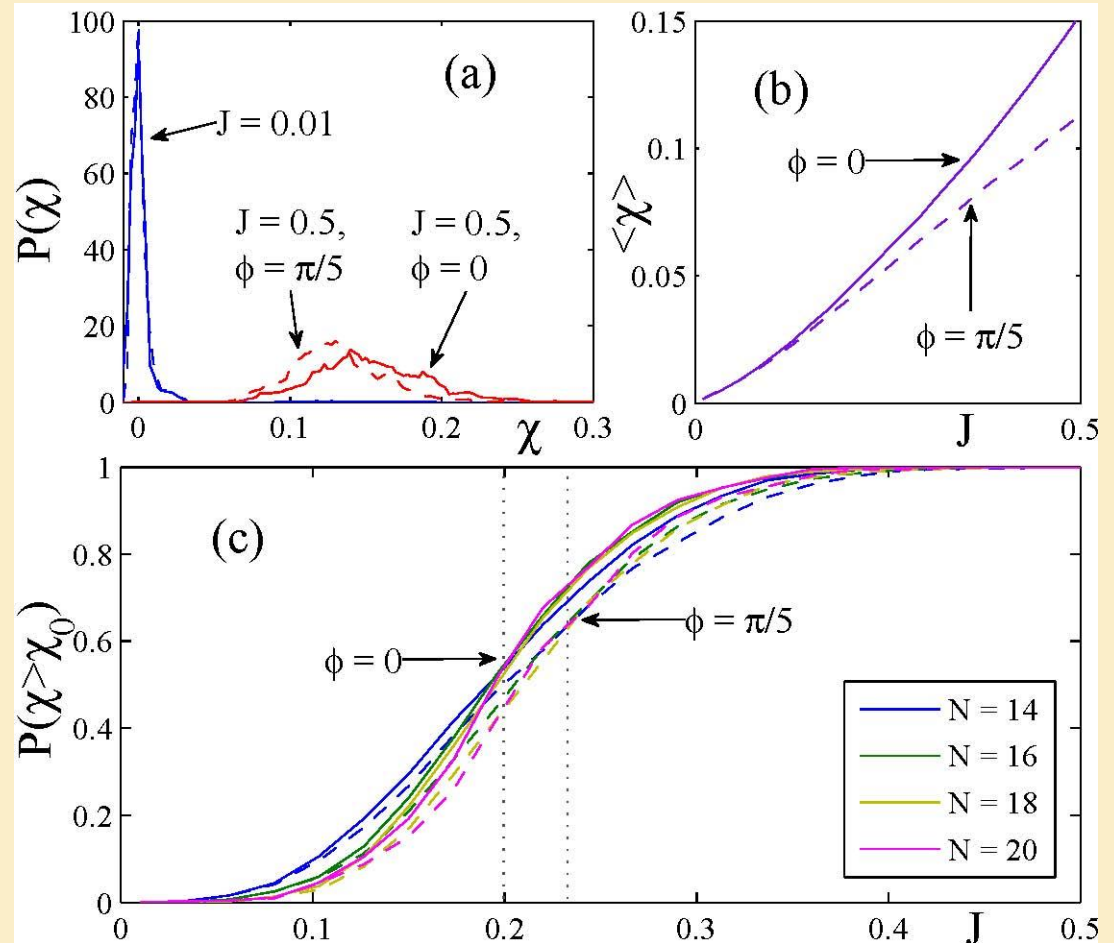 (a)
P(χ)
100
80
60
40
20
0
J = 0.01
J = 0.5,
ϕ = π/5
J = 0.5,
ϕ = 0
0
0.1
0.2
0.3
χ
(b)
<χ>
0.15
0.1
0.05
0
ϕ = 0
ϕ = π/5
0
J
0.5
(c)
P(χ>χ₀)
1
0.8
0.6
0.4
0.2
0
ϕ = 0
ϕ = π/5
N = 14
N = 16
N = 18
N = 20
0
0.1
0.2
0.3
0.4
J
0.5